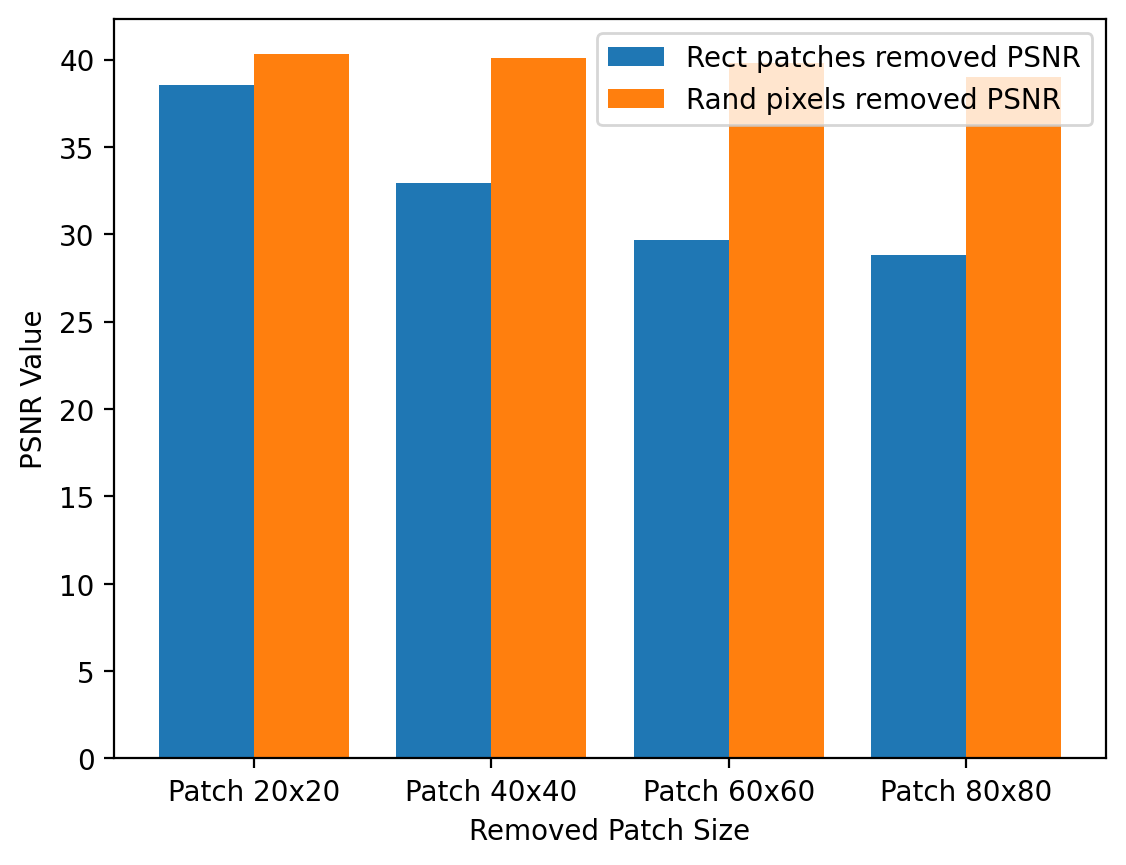 Rect patches removed PSNR
Rand pixels removed PSNR
40
35
30
25
20
15
10
5
0
PSNR Value
Patch 20x20
Patch 40x40
Patch 60x60
Patch 80x80
Removed Patch Size